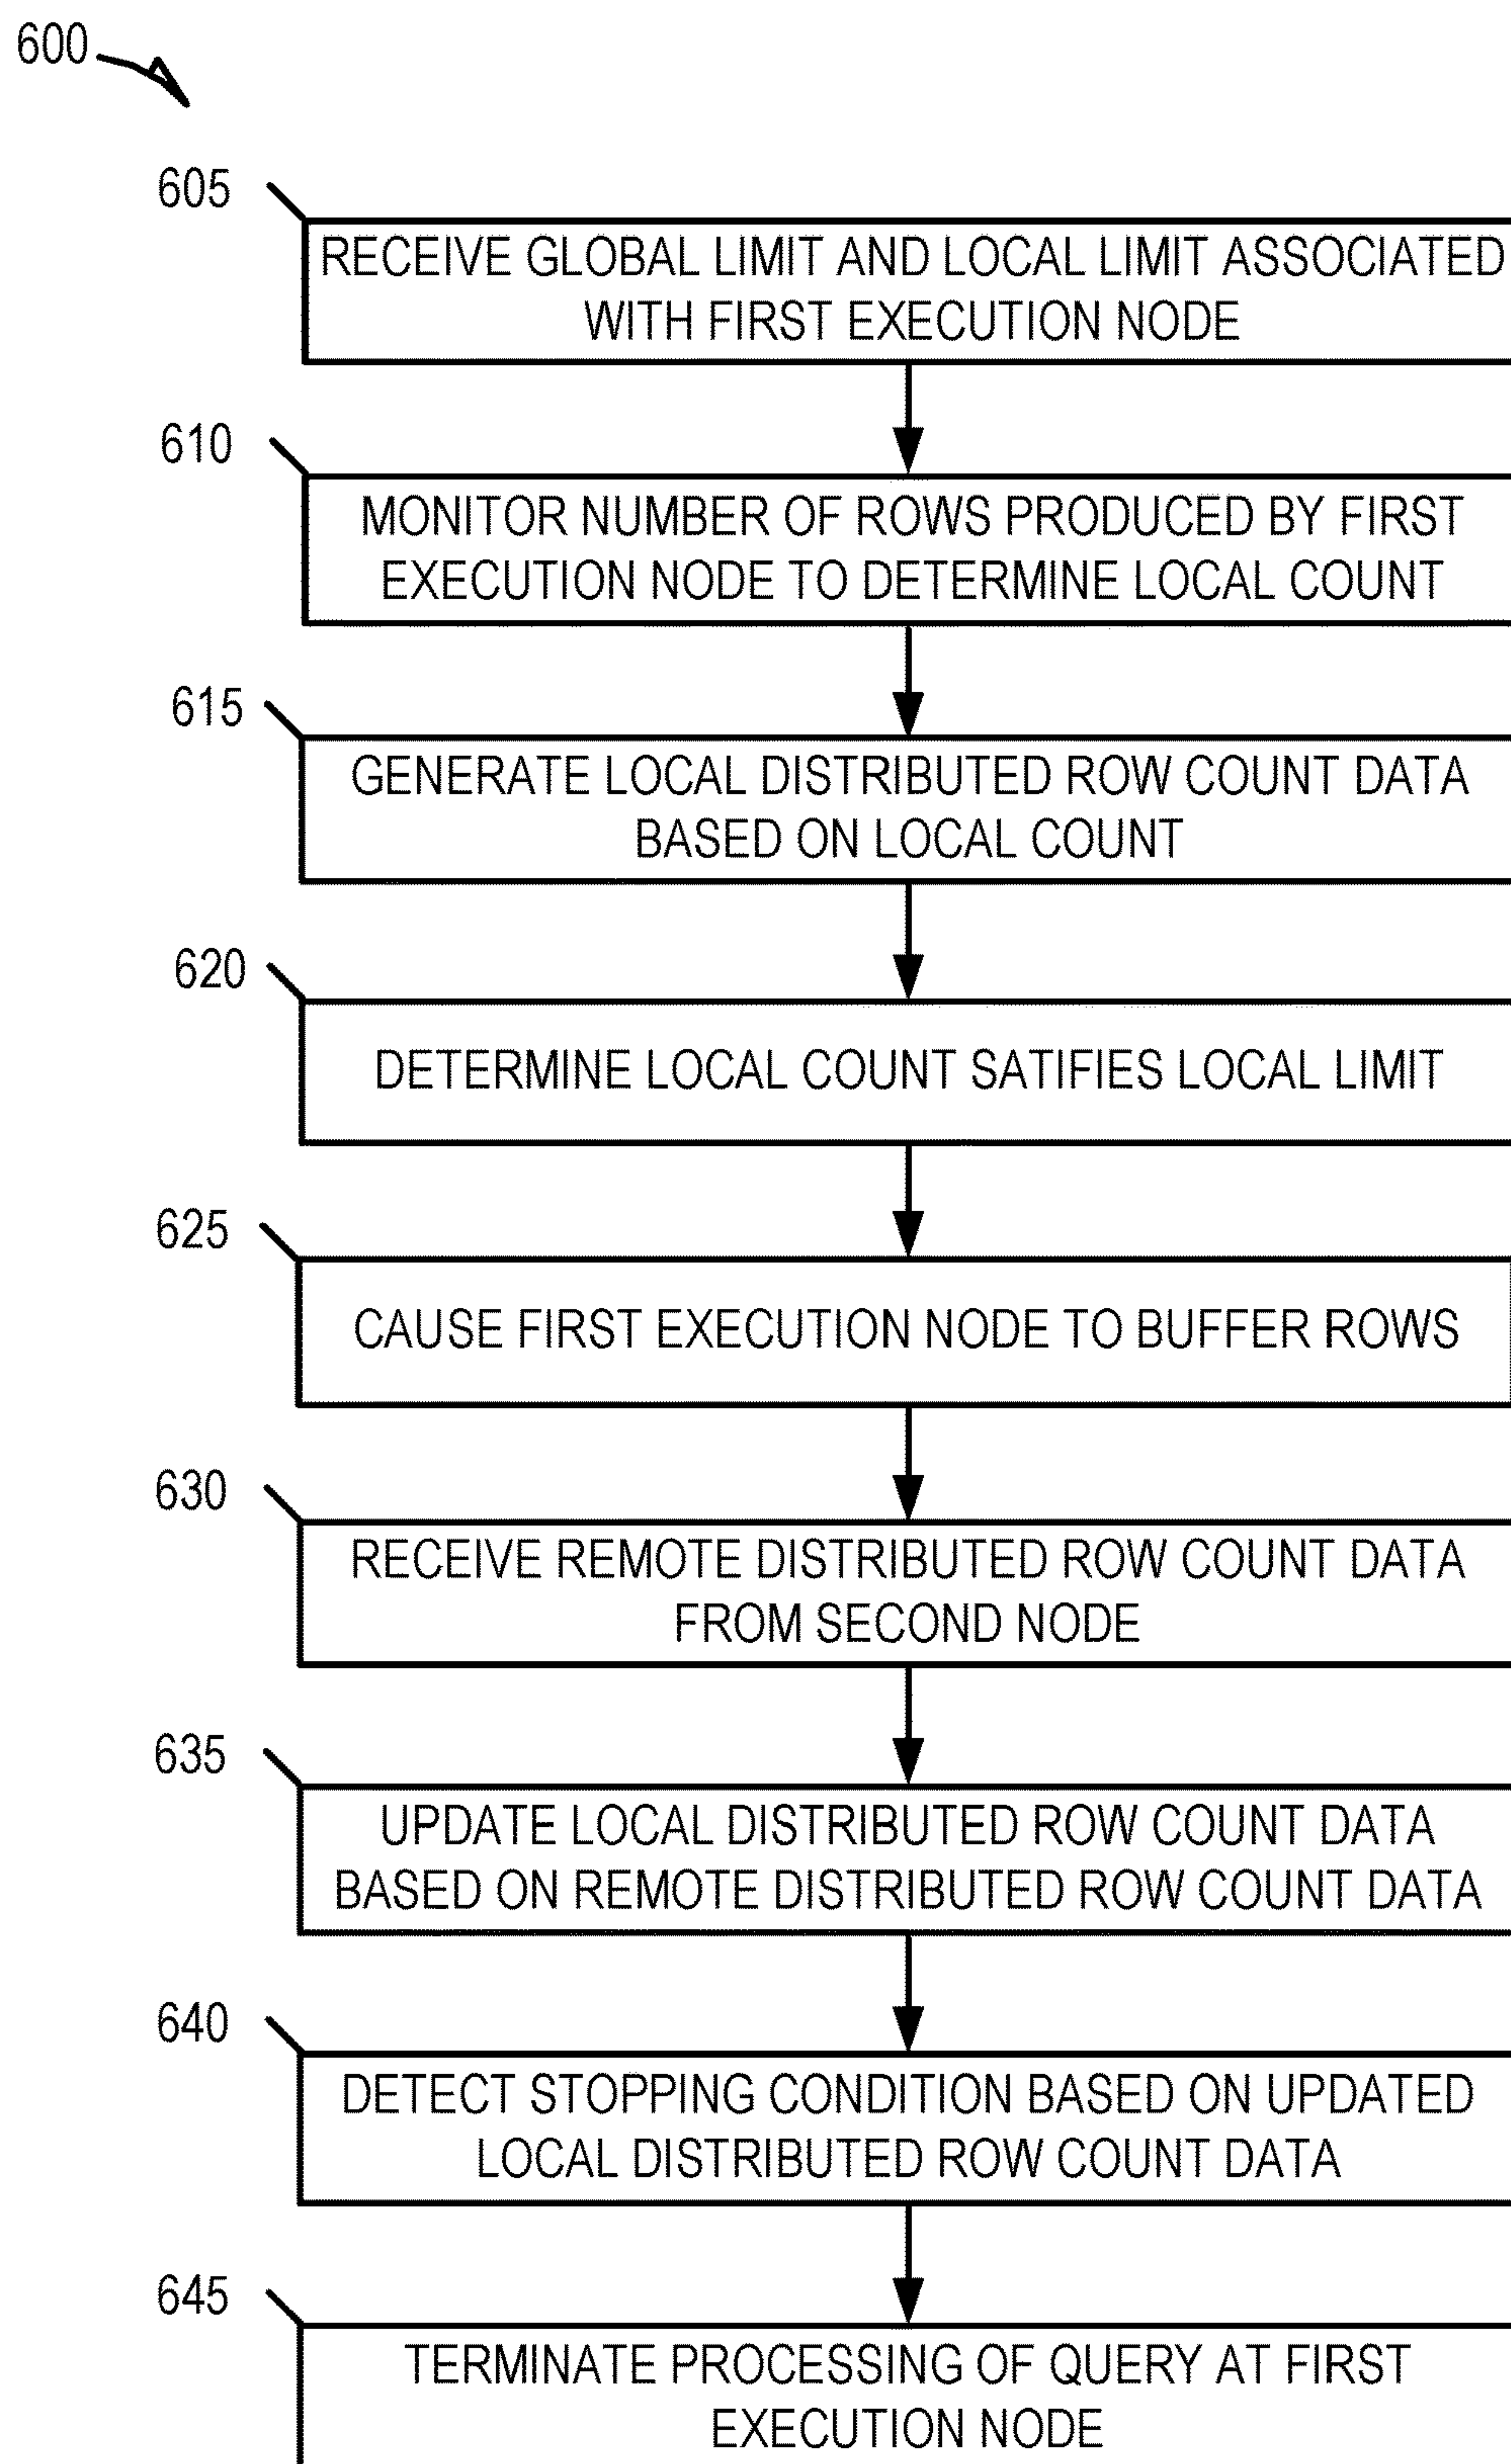 600
605
RECEIVE GLOBAL LIMIT AND LOCAL LIMIT ASSOCIATED
WITH FIRST EXECUTION NODE
610
MONITOR NUMBER OF ROWS PRODUCED BY FIRST
EXECUTION NODE TO DETERMINE LOCAL COUNT
615
GENERATE LOCAL DISTRIBUTED ROW COUNT DATA
BASED ON LOCAL COUNT
620
DETERMINE LOCAL COUNT SATIFIES LOCAL LIMIT
625
CAUSE FIRST EXECUTION NODE TO BUFFER ROWS
630
RECEIVE REMOTE DISTRIBUTED ROW COUNT DATA
FROM SECOND NODE
635
UPDATE LOCAL DISTRIBUTED ROW COUNT DATA
BASED ON REMOTE DISTRIBUTED ROW COUNT DATA
640
DETECT STOPPING CONDITION BASED ON UPDATED
LOCAL DISTRIBUTED ROW COUNT DATA
645
TERMINATE PROCESSING OF QUERY AT FIRST
EXECUTION NODE